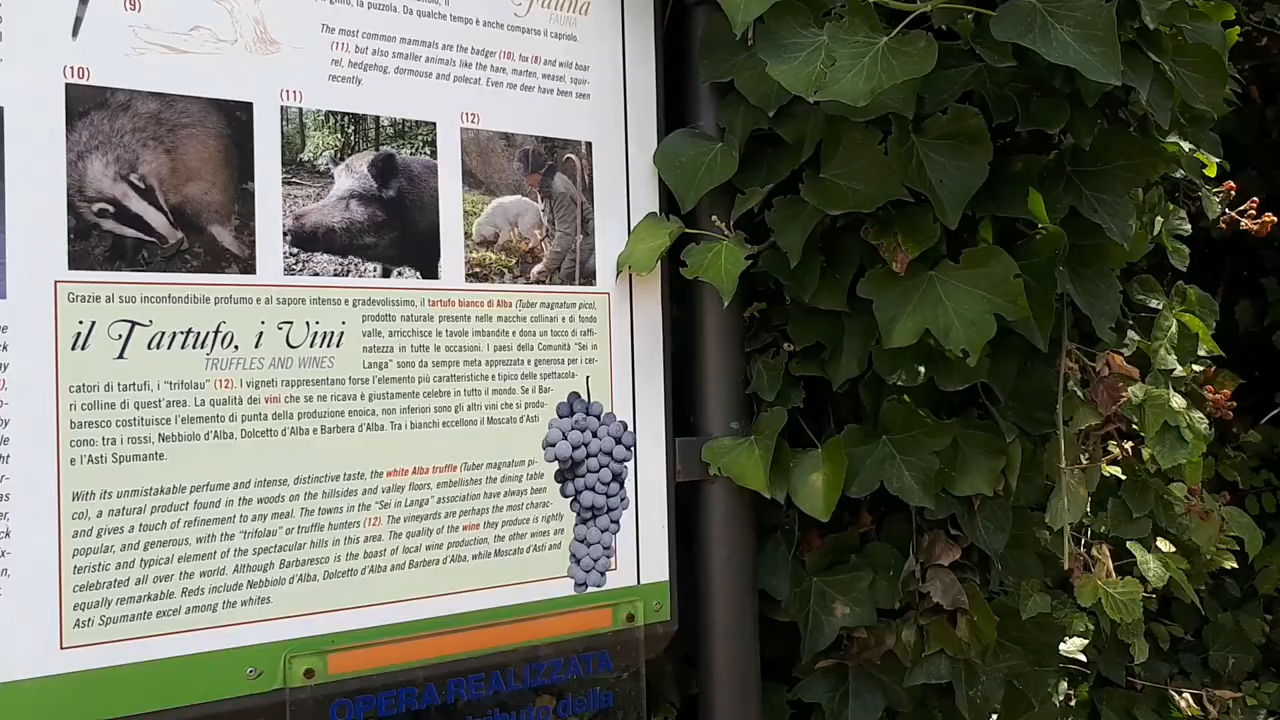 (9)
la puzzola. Da qualche tempo è anche comparso il capriolo.
Fauna
FAUNA
The most common mammals are the badger (10), fox (8) and wild boar
(11), but also smaller animals like the hare, marten, weasel, squir-
rel, hedgehog, dormouse and polecat. Even roe deer have been seen
recently.
(10)
(11)
(12)
Grazie al suo inconfondibile profumo e al sapore intenso e gradevolissimo, il tartufo bianco di Alba (Tuber magnatum pico),
il Tartufo, i Vini
TRUFFLES AND WINES
prodotto naturale presente nelle macchie collinari e di fondo
valle, arricchisce le tavole imbandite e dona un tocco di raffi-
natezza in tutte le occasioni. I paesi della Comunità "Sei in
Langa" sono da sempre meta apprezzata e generosa per i cer-
catori di tartufi, i "trifolau" (12). I vigneti rappresentano forse l'elemento più caratteristico e tipico delle spettacola-
ri colline di quest'area. La qualità dei vini che se ne ricava è giustamente celebre in tutto il mondo. Se il Bar-
baresco costituisce l'elemento di punta della produzione enoica, non inferiori sono gli altri vini che si produ-
cono: tra i rossi, Nebbiolo d'Alba, Dolcetto d'Alba e Barbera d'Alba. Tra i bianchi eccellono il Moscato d'Asti
e l'Asti Spumante.
With its unmistakable perfume and intense, distinctive taste, the white Alba truffle (Tuber magnatum pi-
co), a natural product found in the woods on the hillsides and valley floors, embellishes the dining table
and gives a touch of refinement to any meal. The towns in the "Sei in Langa" association have always been
popular, and generous, with the "trifolau" or truffle hunters (12). The vineyards are perhaps the most charac-
teristic and typical element of the spectacular hills in this area. The quality of the wine they produce is rightly
celebrated all over the world. Although Barbaresco is the boast of local wine production, the other wines are
equally remarkable. Reds include Nebbiolo d'Alba, Dolcetto d'Alba and Barbera d'Alba, while Moscato d'Asti and
Asti Spumante excel among the whites.
OPERA REALIZZATA
della